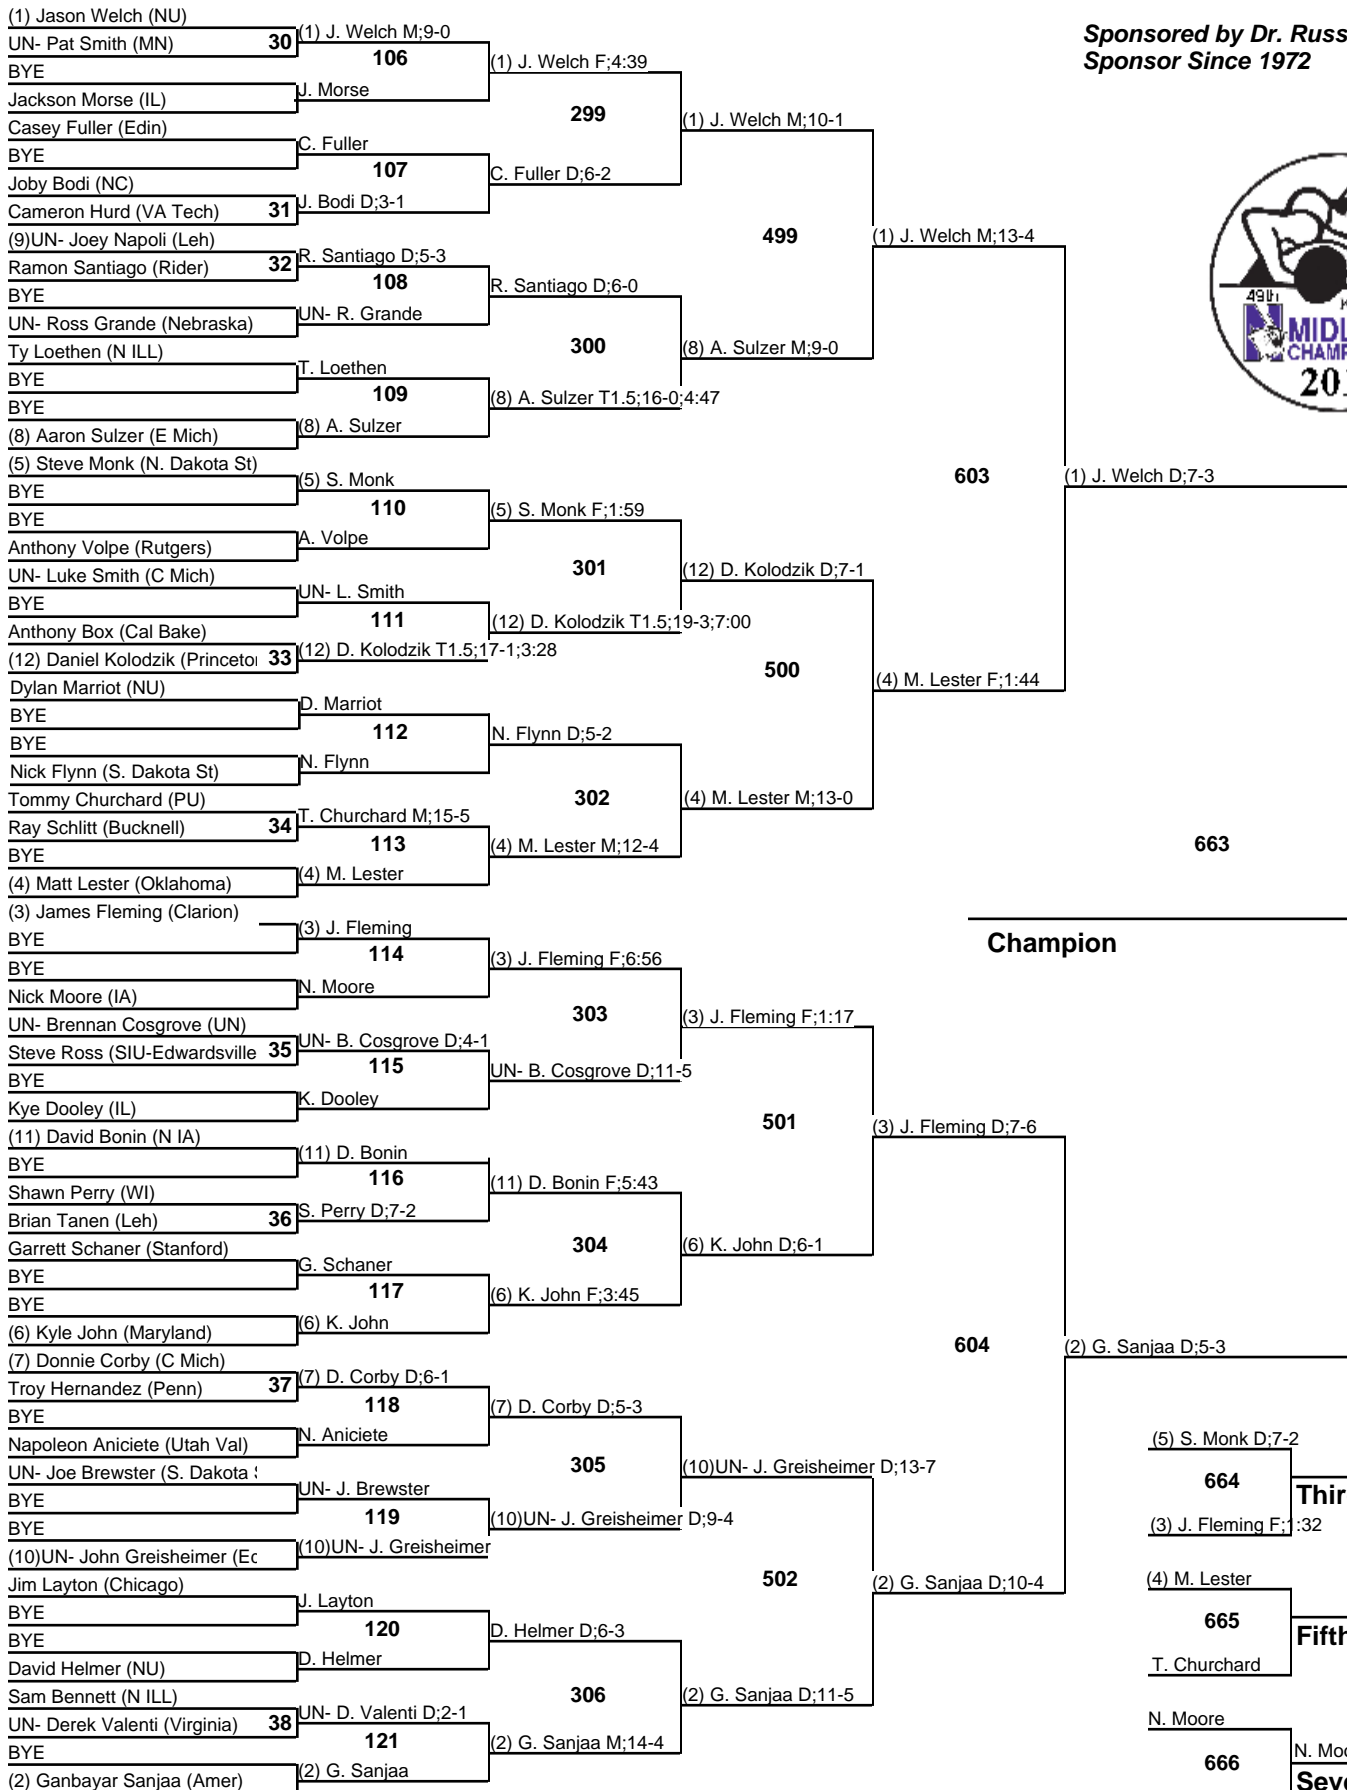 (1) Jason Welch (NU)
UN- Pat Smith (MN)
30
BYE
Jackson Morse (IL)
Casey Fuller (Edin)
BYE
Joby Bodi (NC)
Cameron Hurd (VA Tech)
31
(9)UN- Joey Napoli (Leh)
Ramon Santiago (Rider)
32
BYE
UN- Ross Grande (Nebraska)
Ty Loethen (N ILL)
BYE
BYE
(8) Aaron Sulzer (E Mich)
(5) Steve Monk (N. Dakota St)
BYE
BYE
Anthony Volpe (Rutgers)
UN- Luke Smith (C Mich)
BYE
Anthony Box (Cal Bake)
(12) Daniel Kolodzik
33
Dylan Marriot (NU)
BYE
BYE
Nick Flynn (S. Dakota St)
Tommy Churchard (PU)
Ray Schlitt (Bucknell)
34
BYE
(4) Matt Lester (Oklahoma)
(3) James Fleming (Clarion)
BYE
BYE
Nick Moore (IA)
UN- Brennan Cosgrove (UN)
Steve Ross (SIU-Edwardsville
35
BYE
Kye Dooley (IL)
(11) David Bonin (N IA)
BYE
Shawn Perry (WI)
Brian Tanen (Leh)
36
Garrett Schaner (Stanford)
BYE
BYE
(6) Kyle John (Maryland)
(7) Donnie Corby (C Mich)
Troy Hernandez (Penn)
37
BYE
Napoleon Aniciete (Utah Val)
UN- Joe Brewster (S. Dakota
BYE
BYE
(10)UN- John Greisheimer
Jim Layton (Chicago)
BYE
BYE
David Helmer (NU)
Sam Bennett (N ILL)
UN- Derek Valenti (Virginia)
38
BYE
(2) Ganbayar Sanjaa (Amer)
(1) J. Welch M;9-0
106
J. Morse
C. Fuller
107
J. Bodi D;3-1
R. Santiago D;5-3
108
UN- R. Grande
T. Loethen
109
(8) A. Sulzer
(5) S. Monk
110
A. Volpe
UN- L. Smith
111
(12) D. Kolodzik T1.5;17-1;3:28
D. Marriot
112
N. Flynn
T. Churchard M;15-5
113
(4) M. Lester
(3) J. Fleming
114
N. Moore
UN- B. Cosgrove D;4-1
115
K. Dooley
(11) D. Bonin
116
S. Perry D;7-2
G. Schaner
117
(6) K. John
(7) D. Corby D;6-1
118
N. Aniciete
UN- J. Brewster
119
(10)UN- J. Greisheimer
J. Layton
120
D. Helmer
UN- D. Valenti D;2-1
121
(2) G. Sanjaa
(1) J. Welch F;4:39
299
C. Fuller D;6-2
R. Santiago D;6-0
300
(8) A. Sulzer T1.5;16-0;4:47
(5) S. Monk F;1:59
301
(12) D. Kolodzik T1.5;19-3;7:00
N. Flynn D;5-2
302
(4) M. Lester M;12-4
(3) J. Fleming F;6:56
303
UN- B. Cosgrove D;11-5
(11) D. Bonin F;5:43
304
(6) K. John F;3:45
(7) D. Corby D;5-3
305
(10)UN- J. Greisheimer D;9-4
D. Helmer D;6-3
306
(2) G. Sanjaa M;14-4
(1) J. Welch M;10-1
499
(8) A. Sulzer M;9-0
(12) D. Kolodzik D;7-1
500
(4) M. Lester M;13-0
(3) J. Fleming F;1:17
501
(6) K. John D;6-1
(10)UN- J. Greisheimer D;13-7
502
(2) G. Sanjaa D;11-5
(1) J. Welch M;13-4
603
(4) M. Lester F;1:44
(3) J. Fleming D;7-6
604
(2) G. Sanjaa D;10-4
(1) J. Welch D;7-3
663
(2) G. Sanjaa D;5-3
Champion
Sponsored by Dr. Russ
Sponsor Since 1972
49th
N
MIDL
CHAMP
20
(5) S. Monk D;7-2
664
(3) J. Fleming F;1:32
Thir
(4) M. Lester
665
T. Churchard
Fifth
N. Moore
666
N. Moo
Seve